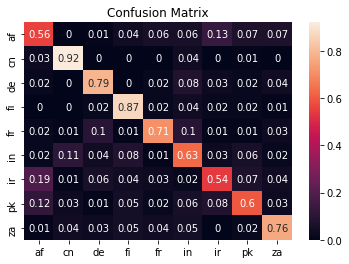 Confusion Matrix
af 0.56 0 0.01 0.04 0.06 0.06 0.13 0.07 0.07
cn 0.03 0.92 0 0 0 0.04 0 0.01 0
de 0.02 0 0.79 0 0.02 0.08 0.03 0.02 0.04
fi 0 0 0.02 0.87 0.02 0.04 0.02 0.02 0.01
fr 0.02 0.01 0.1 0.01 0.71 0.1 0.01 0.01 0.03
in 0.02 0.11 0.04 0.08 0.01 0.63 0.03 0.06 0.02
ir 0.19 0.01 0.06 0.04 0.03 0.02 0.54 0.07 0.04
pk 0.12 0.03 0.01 0.05 0.02 0.06 0.08 0.6 0.03
za 0.01 0.04 0.03 0.05 0.04 0.05 0 0.02 0.76
af cn de fi fr in ir pk za
0.8
0.6
0.4
0.2
0.0